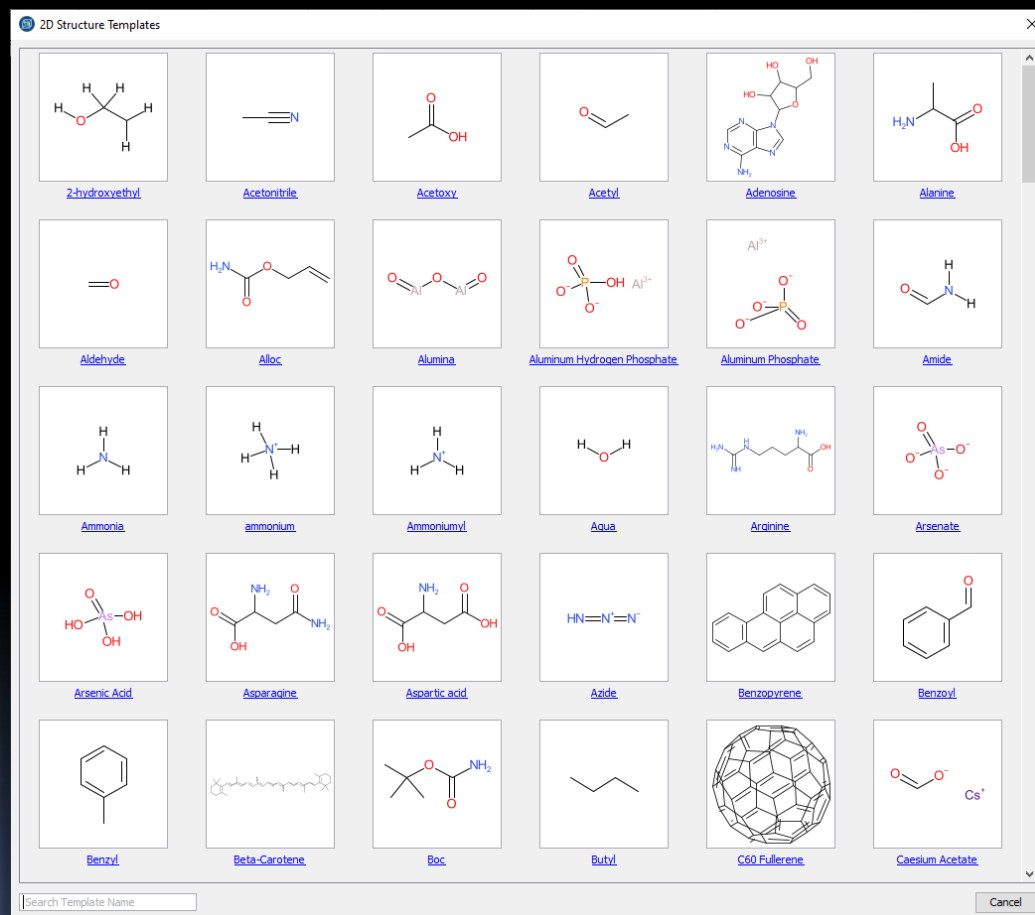 2D Structure Templates
2-hydroxyethyl
Acetonitrile
Acetoxy
Acetyl
Adenosine
Alanine
Aldehyde
Alloc
Alumina
Aluminum Hydrogen Phosphate
Aluminum Phosphate
Amide
Ammonia
ammonium
Ammoniumyl
Aqua
Arginine
Arsenate
Arsenic Acid
Asparagine
Aspartic acid
Azide
Benzopyrene
Benzoyl
Benzyl
Beta-Carotene
Boc
Butyl
C60 Fullerene
Caesium Acetate
Search Template Name
Cancel